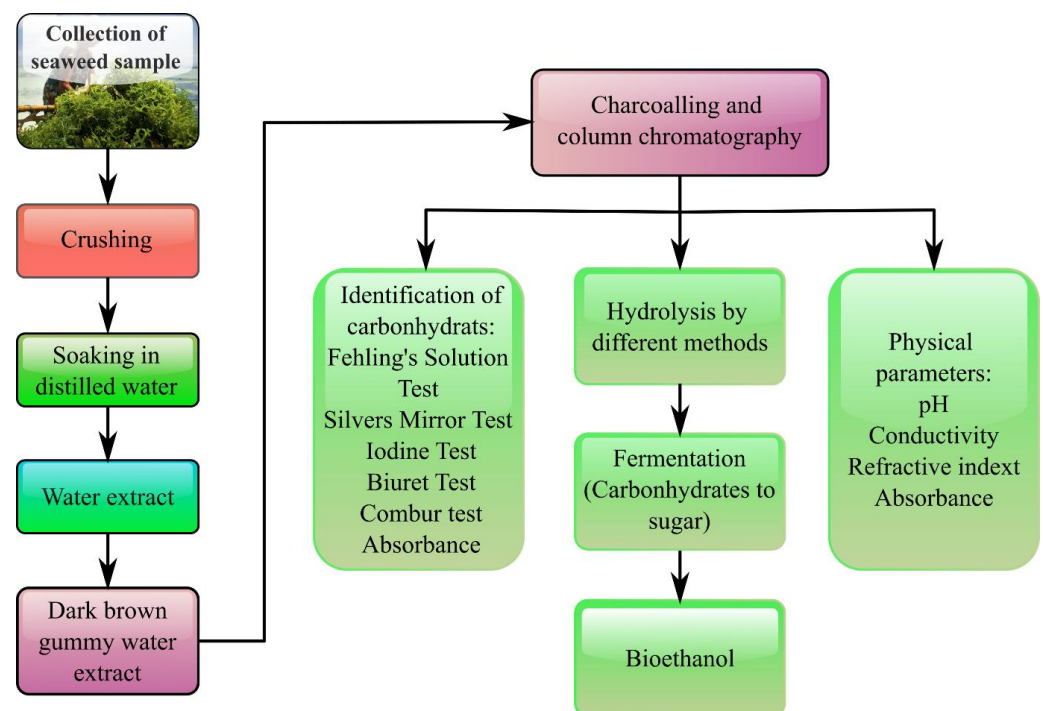 Collection of
seaweed sample
Crushing
Soaking in
distilled water
Water extract
Dark brown
gummy water
extract
Charcoalling and
column chromatography
Identification of
carbonhydrats:
Fehling's Solution
Test
Silvers Mirror Test
Iodine Test
Biuret Test
Combur test
Absorbance
Hydrolysis by
different methods
Fermentation
(Carbonhydrates to
sugar)
Bioethanol
Physical
parameters:
pH
Conductivity
Refractive indext
Absorbance